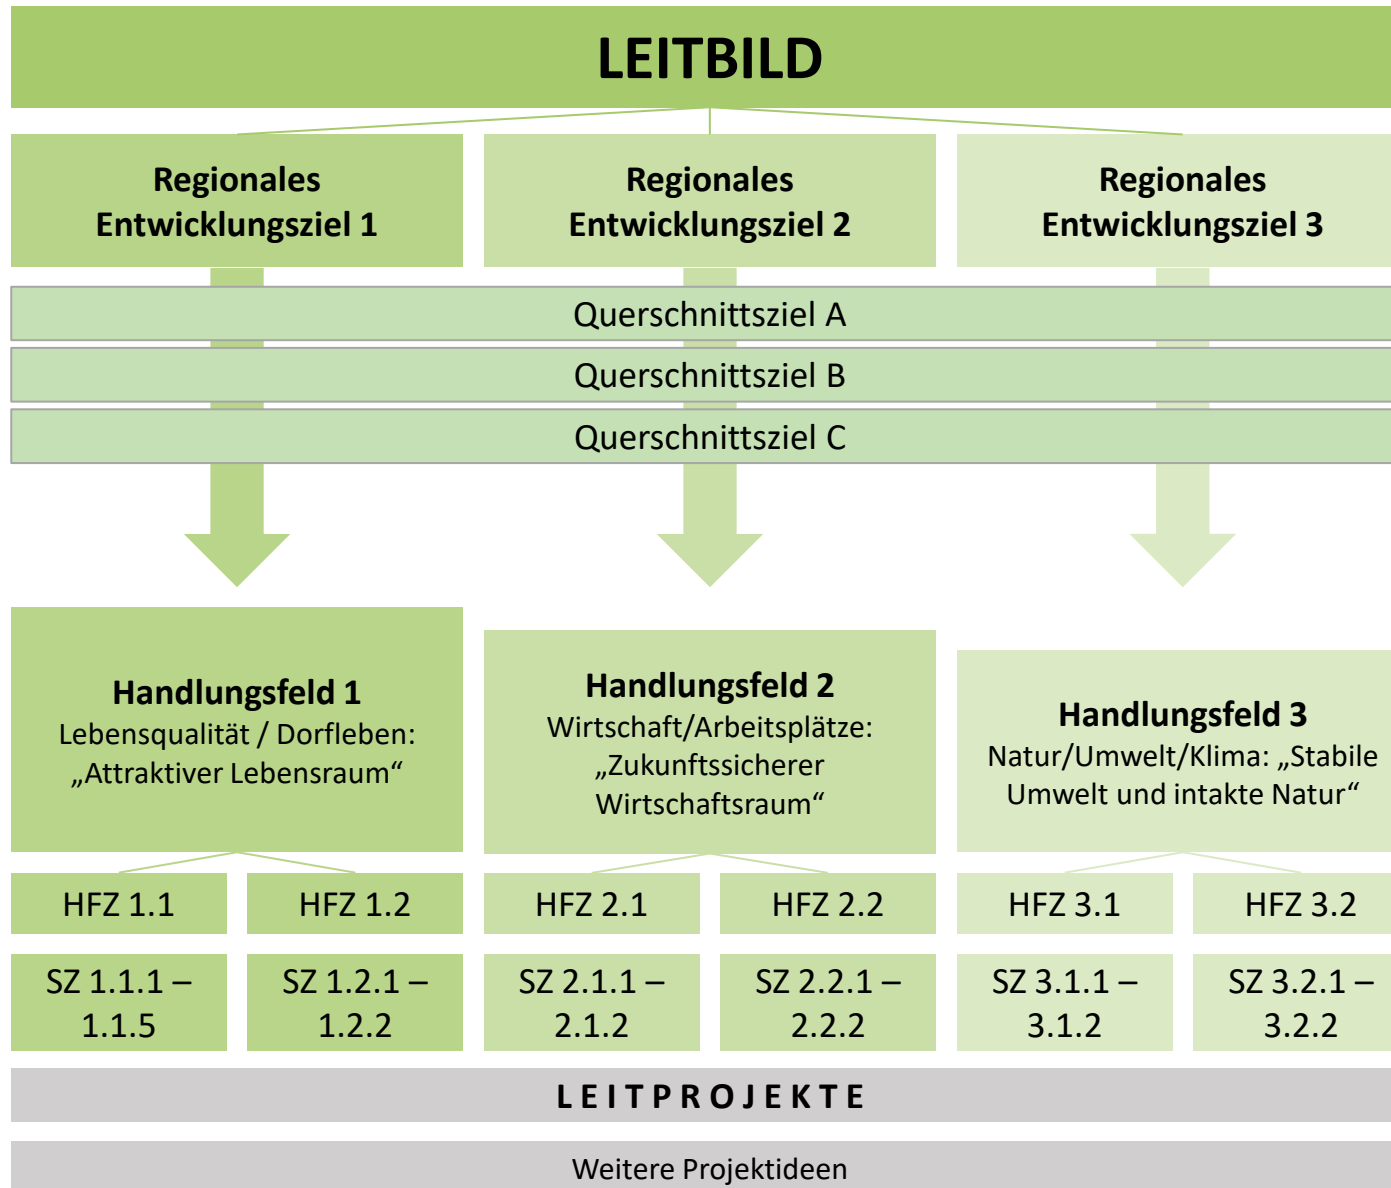 LEITBILD
Regionales
Entwicklungsziel 1
Regionales
Entwicklungsziel 2
Regionales
Entwicklungsziel 3
Querschnittsziel A
Querschnittsziel B
Querschnittsziel C
Handlungsfeld 1
Lebensqualität / Dorfleben:
„Attraktiver Lebensraum“
Handlungsfeld 2
Wirtschaft/Arbeitsplätze:
„Zukunftssicherer
Wirtschaftsraum“
Handlungsfeld 3
Natur/Umwelt/Klima: „Stabile
Umwelt und intakte Natur“
HFZ 1.1
HFZ 1.2
HFZ 2.1
HFZ 2.2
HFZ 3.1
HFZ 3.2
SZ 1.1.1 –
1.1.5
SZ 1.2.1 –
1.2.2
SZ 2.1.1 –
2.1.2
SZ 2.2.1 –
2.2.2
SZ 3.1.1 –
3.1.2
SZ 3.2.1 –
3.2.2
LEITPROJEKTE
Weitere Projektideen